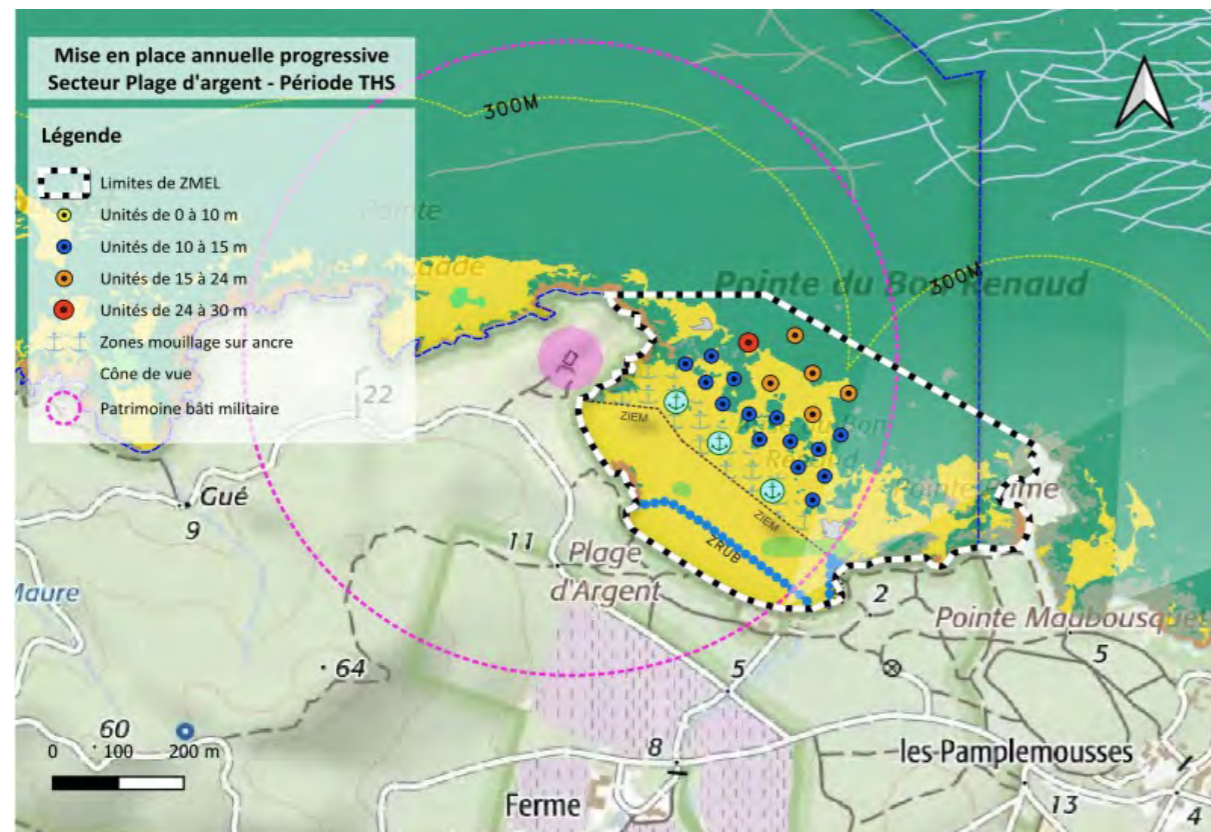 Mise en place annuelle progressive
Secteur Plage d'argent - Période THS
Légende
Limites de ZMEL
Unités de 0 à 10 m
Unités de 10 à 15 m
Unités de 15 à 24 m
Unités de 24 à 30 m
Zones mouillage sur ancre
Cône de vue
Patrimoine bâti militaire
300M
Pointe
Pointe du Bon Renaud
300M
22
ZIEM
Pointe Prime
Gué
9
11
ZIEM
ZRUB
Plage
d'Argent
2
Maure
Pointe Maubousquet
64
5
5
60
0 100 200 m
8
les-Pamplemousses
Ferme
13
4